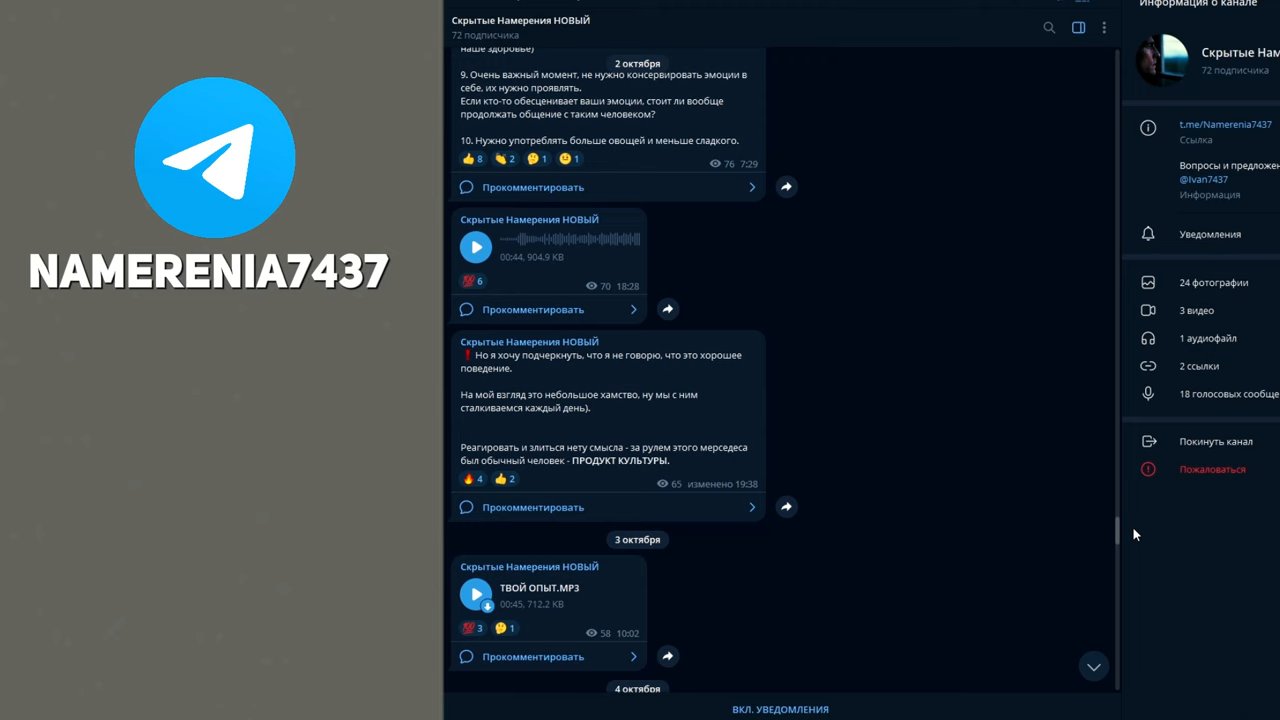 NAMERENIA7437
Скрытые Намерения НОВЫЙ
72 подписчика
наше здоровье)
2 октября
9. Очень важный момент, не нужно консервировать эмоции в
себе, их нужно проявлять.
Если кто-то обесценивает ваши эмоции, стоит ли вообще
продолжать общение с таким человеком?
10. Нужно употреблять больше овощей и меньше сладкого.
8 2 1 1 76 7:29
Прокомментировать
Скрытые Намерения НОВЫЙ
00:44, 904.9 KB
6 70 18:28
Прокомментировать
Скрытые Намерения НОВЫЙ
❗ Но я хочу подчеркнуть, что я не говорю, что это хорошее
поведение.
На мой взгляд это небольшое хамство, ну мы с ним
сталкиваемся каждый день).
Реагировать и злиться нету смысла - за рулем этого мерседеса
был обычный человек - ПРОДУКТ КУЛЬТУРЫ.
4 2 65 изменено 19:38
Прокомментировать
3 октября
Скрытые Намерения НОВЫЙ
ТВОЙ ОПЫТ.MP3
00:45, 712.2 KB
3 1 58 10:02
Прокомментировать
4 октября
ВКЛ. УВЕДОМЛЕНИЯ
Информация о канале
Скрытые Нам
72 подписчика
t.me/Namerenia7437
Ссылка
Вопросы и предложен
@Ivan7437
Информация
Уведомления
24 фотографии
3 видео
1 аудиофайл
2 ссылки
18 голосовых сообще
Покинуть канал
Пожаловаться